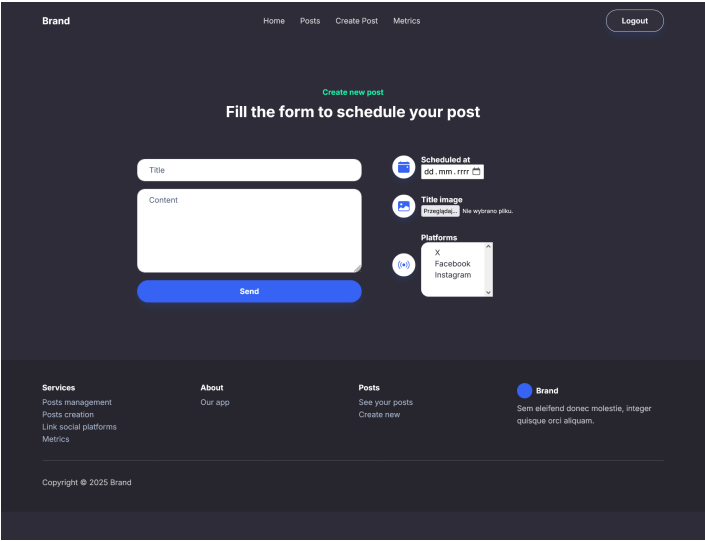 Brand
Home Posts Create Post Metrics
Logout
Create new post
Fill the form to schedule your post
Title
Content
Send
Scheduled at
dd.mm.rrrr
Title image
Przeglądaj... Nie wybrano pliku.
Platforms
X
Facebook
Instagram
Services
Posts management
Posts creation
Link social platforms
Metrics
About
Our app
Posts
See your posts
Create new
Brand
Sem eleifend donec molestie, integer
quisque orci aliquam.
Copyright © 2025 Brand